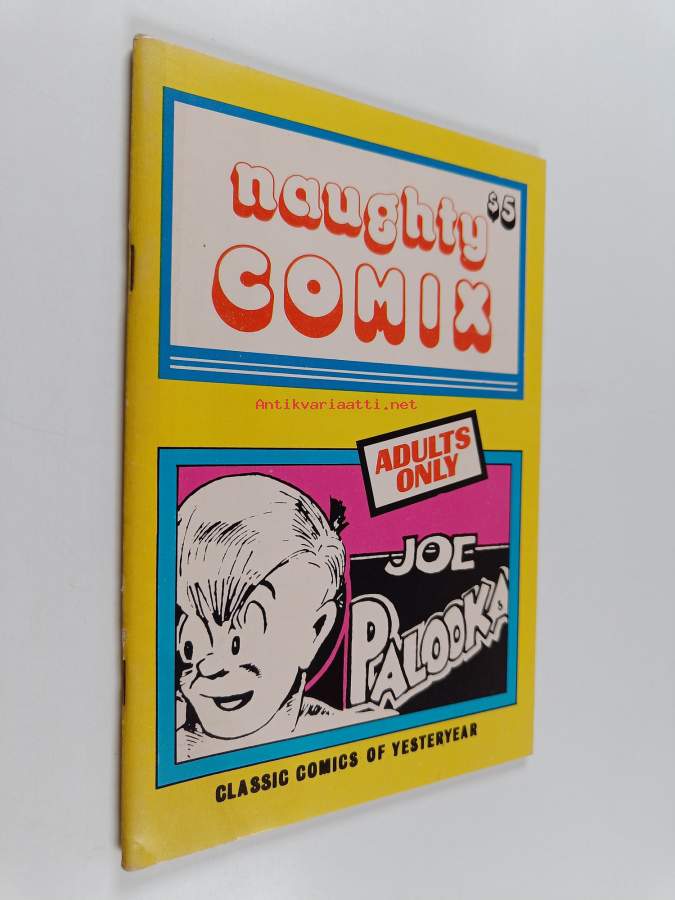 naughty $5
COMIX
Antikvariaatti.net
ADULTS
ONLY
JOE
PALOOKA
CLASSIC COMICS OF YESTERYEAR